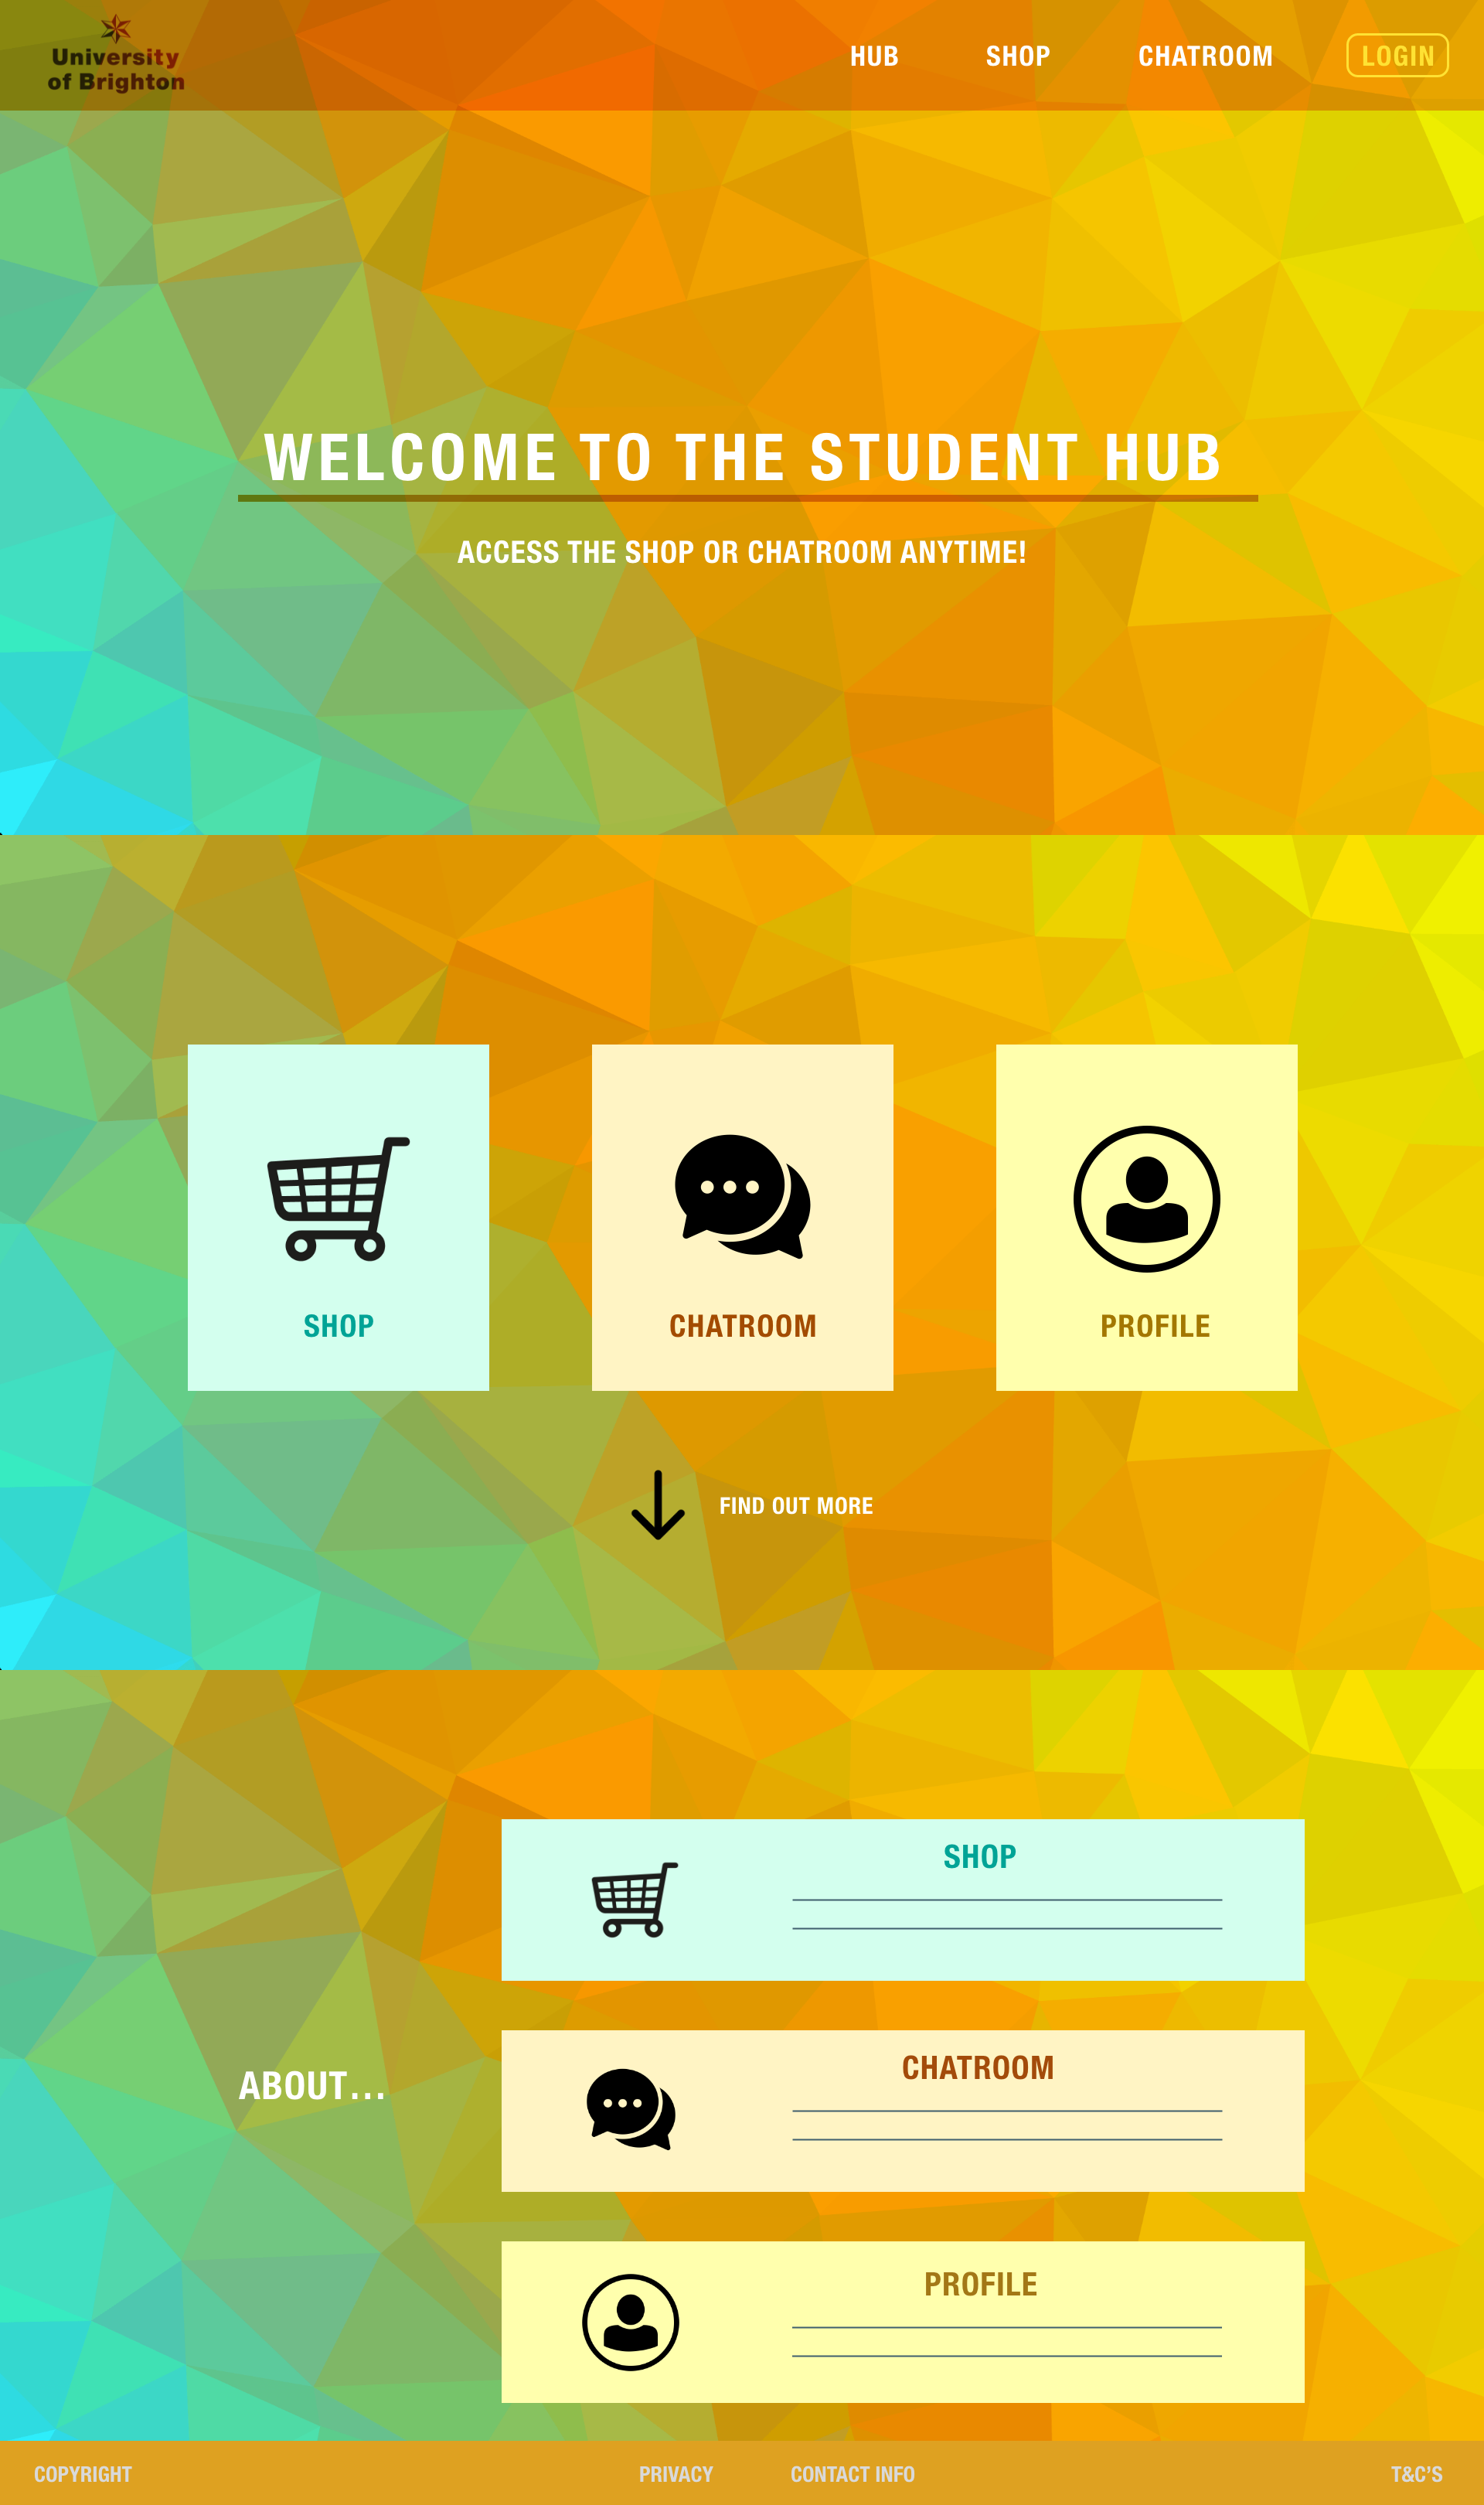 University
of Brighton
HUB
SHOP
CHATROOM
LOGIN
WELCOME TO THE STUDENT HUB
ACCESS THE SHOP OR CHATROOM ANYTIME!
SHOP
CHATROOM
PROFILE
FIND OUT MORE
ABOUT...
SHOP
CHATROOM
PROFILE
COPYRIGHT
PRIVACY
CONTACT INFO
T&C'S